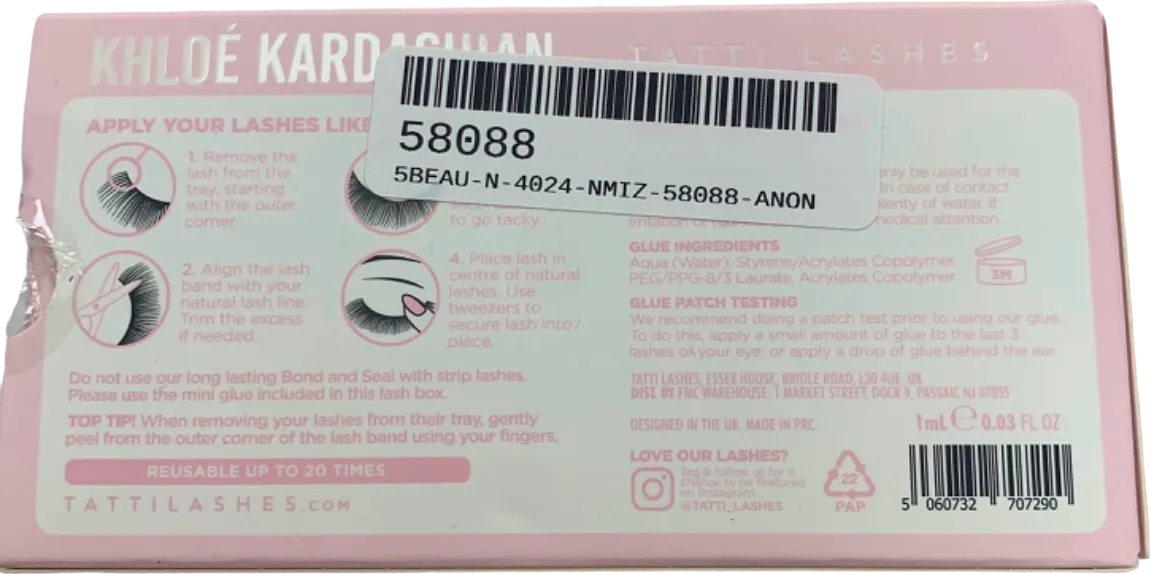 KHLOÉ KARDASHIAN
TATTI LASHES
58088
5BEAU-N-4024-NMIZ-58088-ANON
APPLY YOUR LASHES LIKE
1. Remove the
lash from the
tray, starting
with the outer
corner.
to go tacky.
2. Align the lash
band with your
natural lash line.
Trim the excess
if needed.
4. Place lash in
centre of natural
lashes. Use
tweezers to
secure lash into /
place.
Do not use our long lasting Bond and Seal with strip lashes.
Please use the mini glue included in this lash box.
TOP TIP! When removing your lashes from their tray, gently
peel from the outer corner of the lash band using your fingers.
REUSABLE UP TO 20 TIMES
TATTILASHES.COM
be used for the
In case of contact
plenty of water. If
medical attention.
GLUE INGREDIENTS
Aqua (Water), Styrene/Acrylates Copolymer,
PEG/PPG-8/3 Laurate, Acrylates Copolymer
3M
GLUE PATCH TESTING
We recommend doing a patch test prior to using our glue.
To do this, apply a small amount of glue to the last 3
lashes of your eye, or apply a drop of glue behind the ear.
TATTI LASHES, ESSEX HOUSE, BRIDLE ROAD, L30 4UE, UK.
DIST. BY FMC WAREHOUSE, 1 MARKET STREET, DOCK 9, PASSAIC NJ 07055
DESIGNED IN THE UK. MADE IN PRC.
1mL e 0.03 FL OZ
LOVE OUR LASHES?
Tag & follow us for a
chance to be featured
on Instagram.
@TATTI_LASHES
22
PAP
5 060732 707290